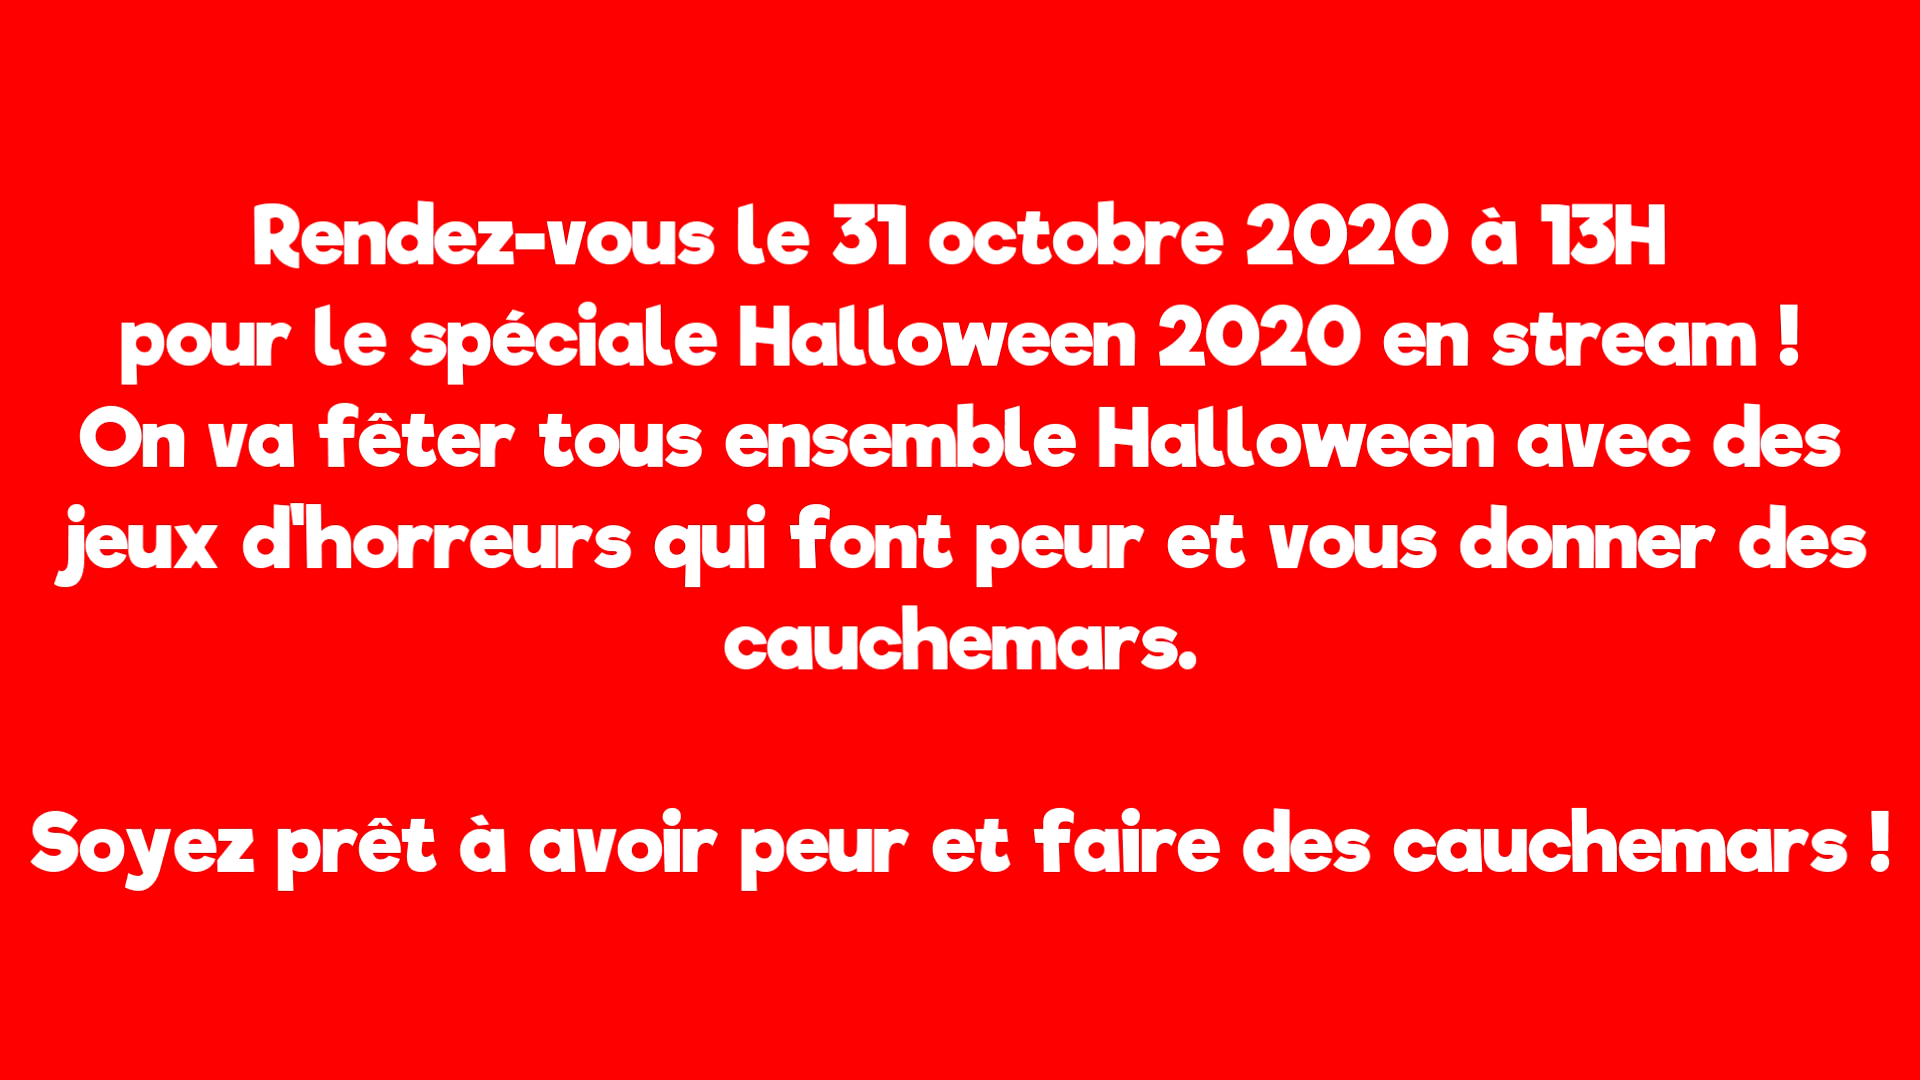 Rendez-vous le 31 octobre 2020 à 13H
pour le spéciale Halloween 2020 en stream !
On va fêter tous ensemble Halloween avec des
jeux d'horreurs qui font peur et vous donner des
cauchemars.
Soyez prêt à avoir peur et faire des cauchemars !